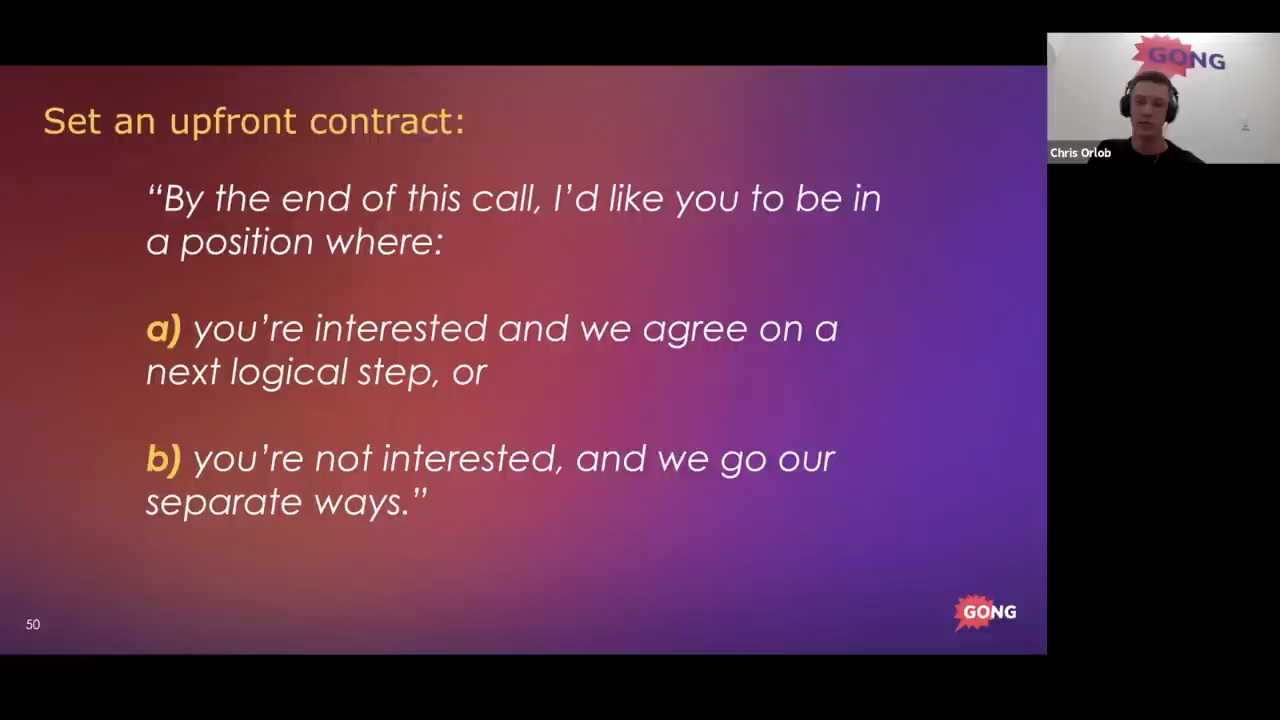 Set an upfront contract:
“By the end of this call, I’d like you to be in
a position where:
a) you’re interested and we agree on a
next logical step, or
b) you’re not interested, and we go our
separate ways.”
50
GONG
GONG
Chris Orlob